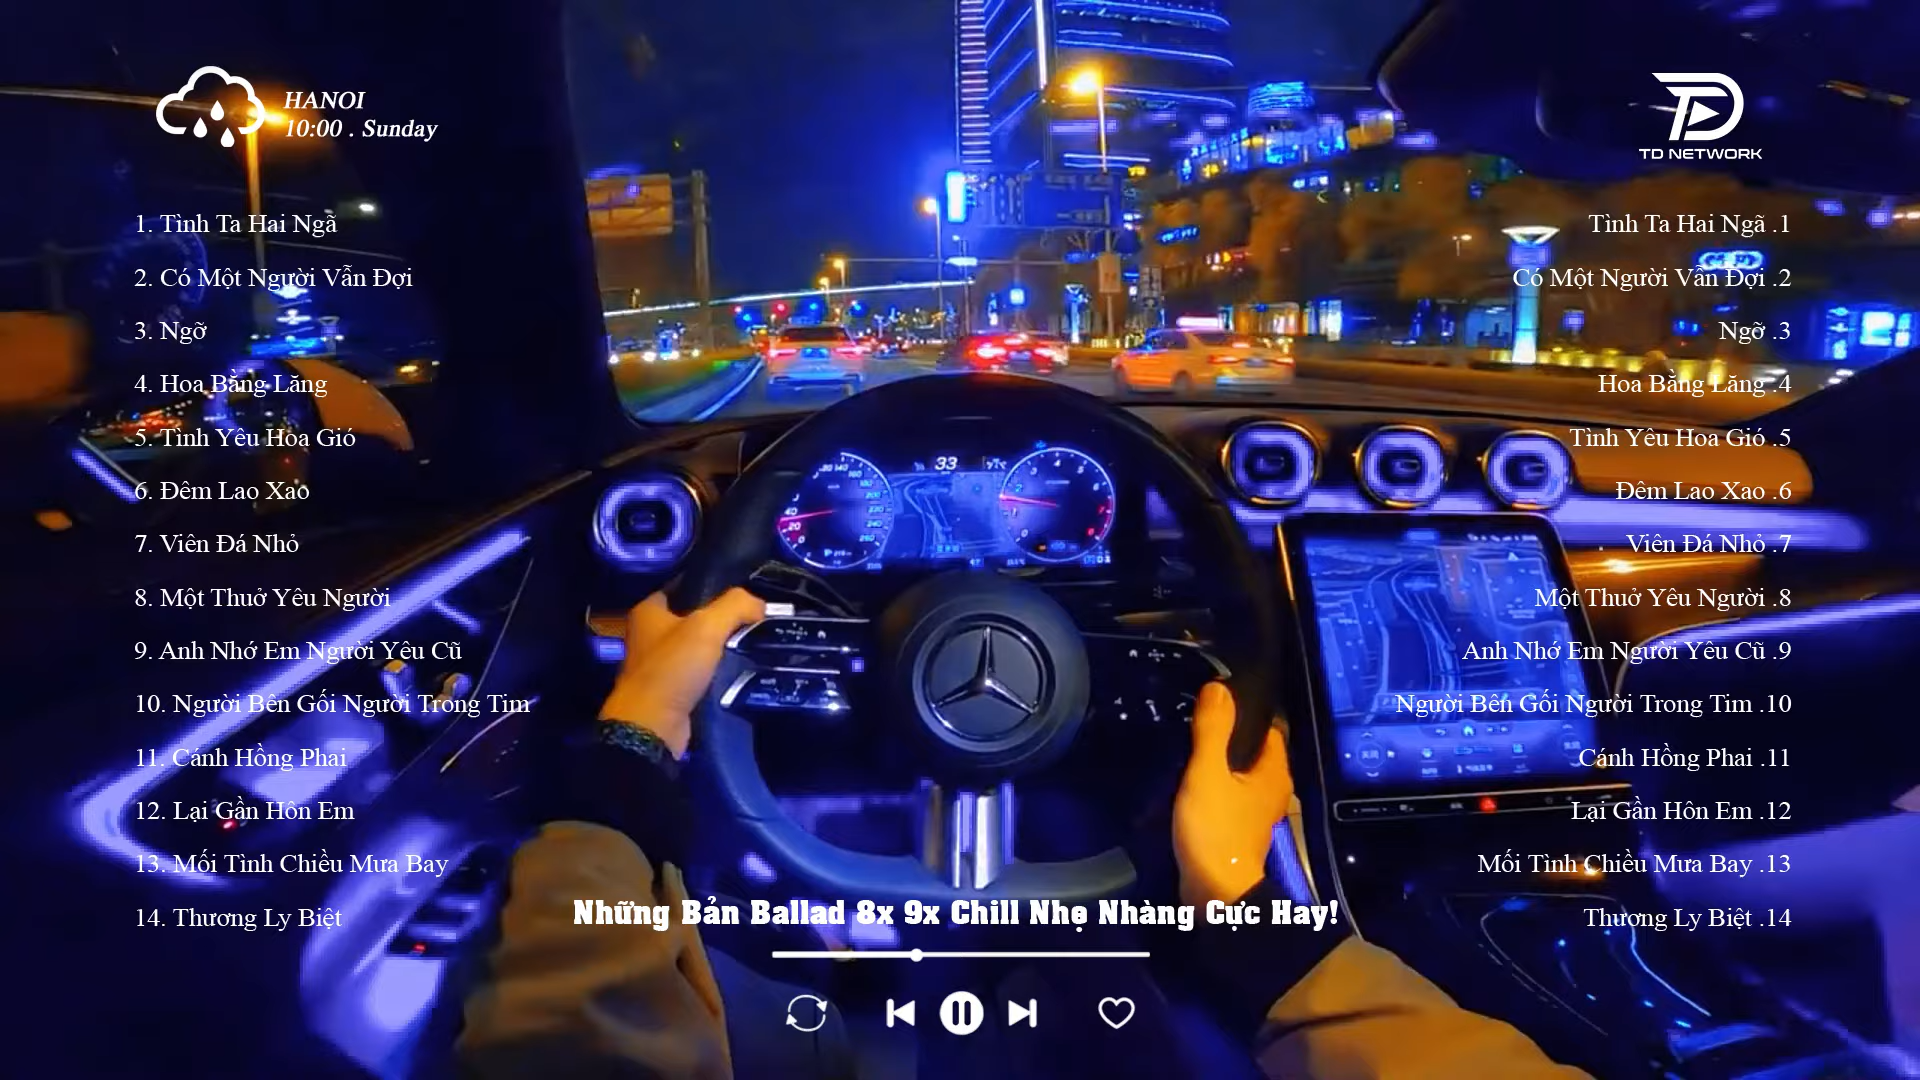 HANOI
10:00 . Sunday
TD NETWORK
1. Tình Ta Hai Ngã
2. Có Một Người Vẫn Đợi
3. Ngỡ
4. Hoa Bằng Lăng
5. Tình Yêu Hoa Gió
6. Đêm Lao Xao
7. Viên Đá Nhỏ
8. Một Thuở Yêu Người
9. Anh Nhớ Em Người Yêu Cũ
10. Người Bên Gối Người Trong Tim
11. Cánh Hồng Phai
12. Lại Gần Hôn Em
13. Mối Tình Chiều Mưa Bay
14. Thương Ly Biệt
Tình Ta Hai Ngã .1
Có Một Người Vẫn Đợi .2
Ngỡ .3
Hoa Bằng Lăng .4
Tình Yêu Hoa Gió .5
Đêm Lao Xao .6
Viên Đá Nhỏ .7
Một Thuở Yêu Người .8
Anh Nhớ Em Người Yêu Cũ .9
Người Bên Gối Người Trong Tim .10
Cánh Hồng Phai .11
Lại Gần Hôn Em .12
Mối Tình Chiều Mưa Bay .13
Thương Ly Biệt .14
33
Những Bản Ballad 8x 9x Chill Nhẹ Nhàng Cực Hay!